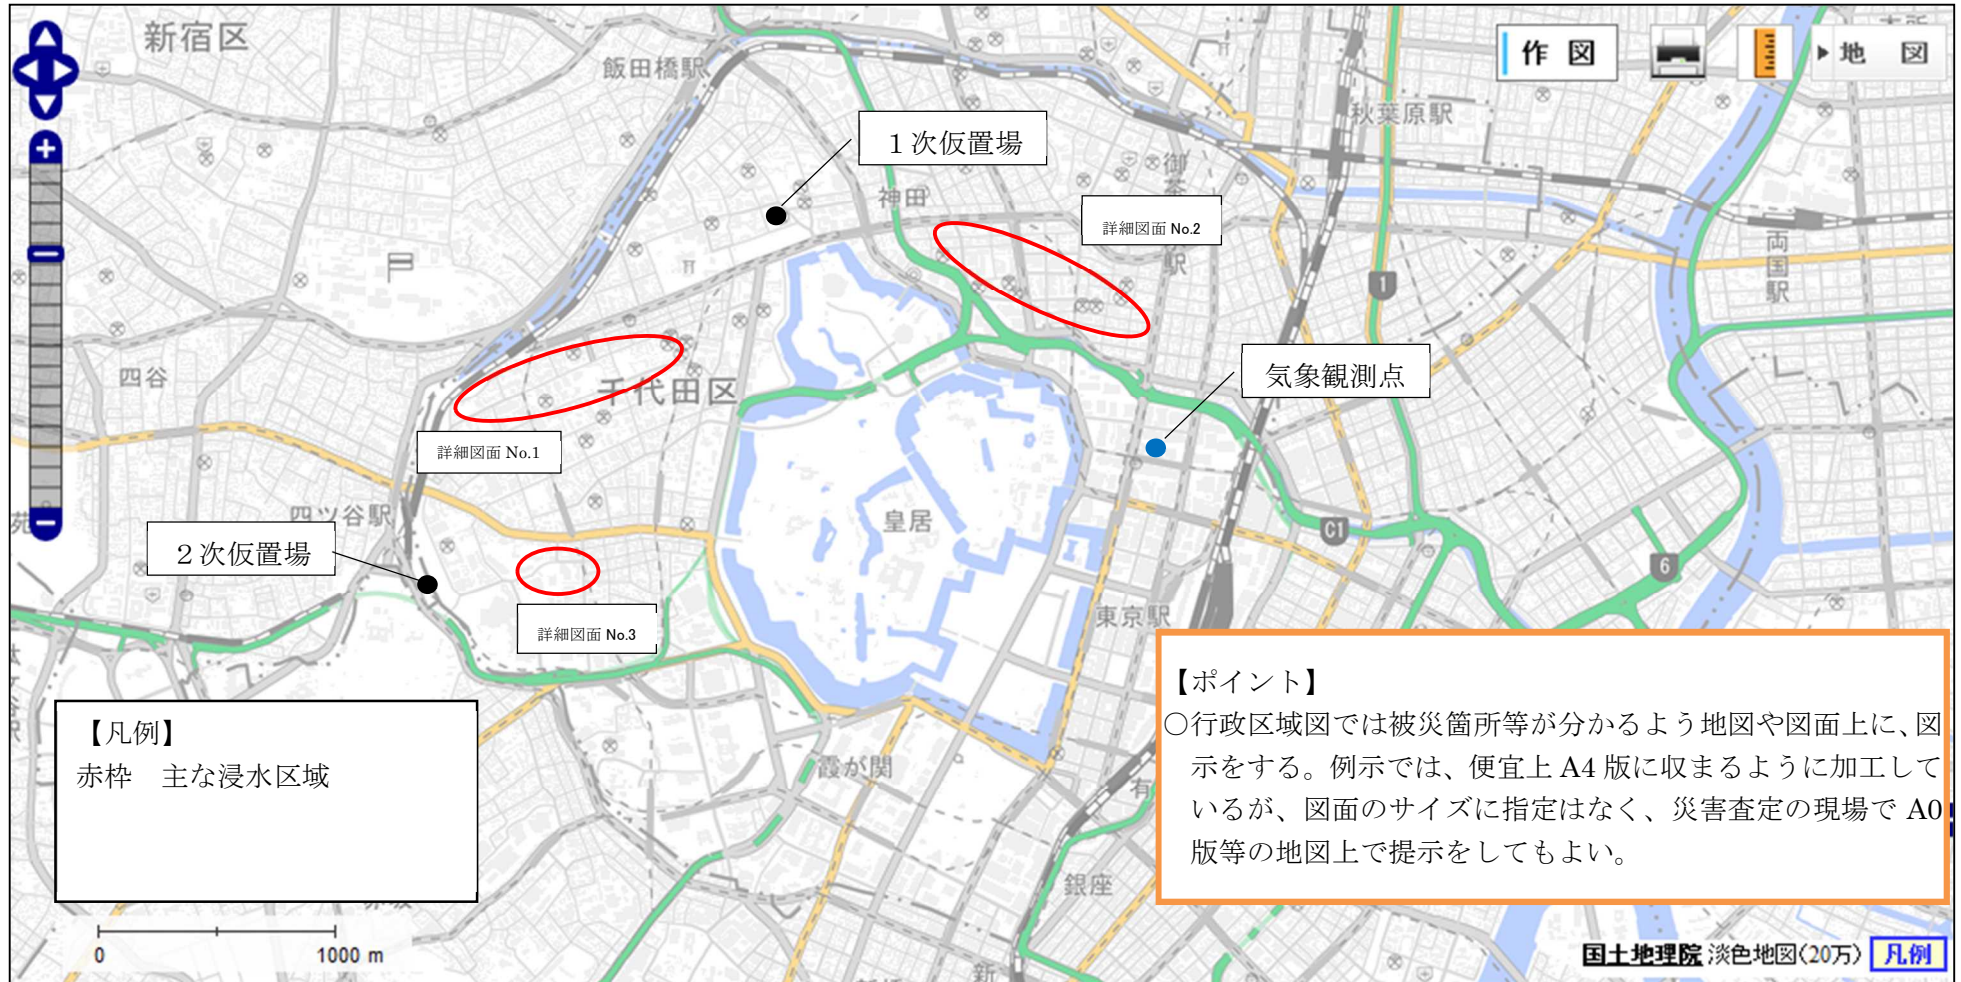 新宿区
飯田橋駅
作 図
地 図
秋葉原駅
１次仮置場
神田
御茶
駅
詳細図面 No.2
両国駅
1
四谷
千代田区
気象観測点
詳細図面 No.1
四ツ谷駅
皇居
C1
２次仮置場
6
詳細図面 No.3
東京駅
【凡例】
赤枠 主な浸水区域
霞が関
有
銀座
新
【ポイント】
○行政区域図では被災箇所等が分かるよう地図や図面上に、図
示をする。例示では、便宜上 A4 版に収まるように加工して
いるが、図面のサイズに指定はなく、災害査定の現場で A0
版等の地図上で提示をしてもよい。
0
1000 m
国土地理院 淡色地図(20万)
凡例